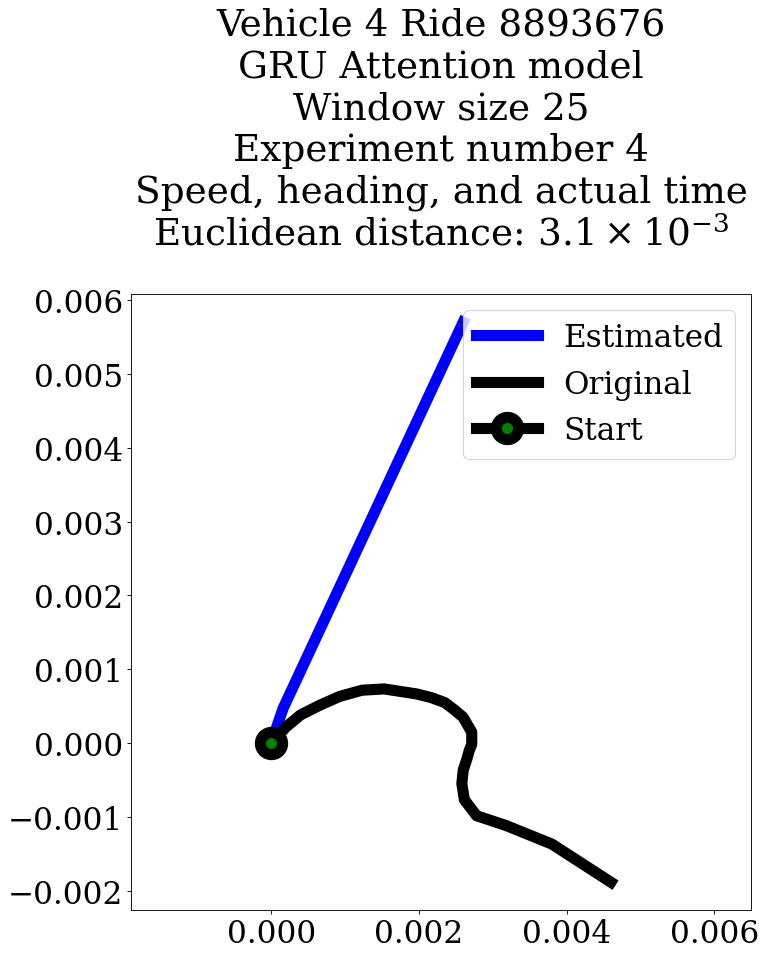 Vehicle 4 Ride 8893676
GRU Attention model
Window size 25
Experiment number 4
Speed, heading, and actual time
Euclidean distance: 3.1 × 10⁻³
0.006
0.005
0.004
0.003
0.002
0.001
0.000
−0.001
−0.002
Estimated
Original
Start
0.000 0.002 0.004 0.006